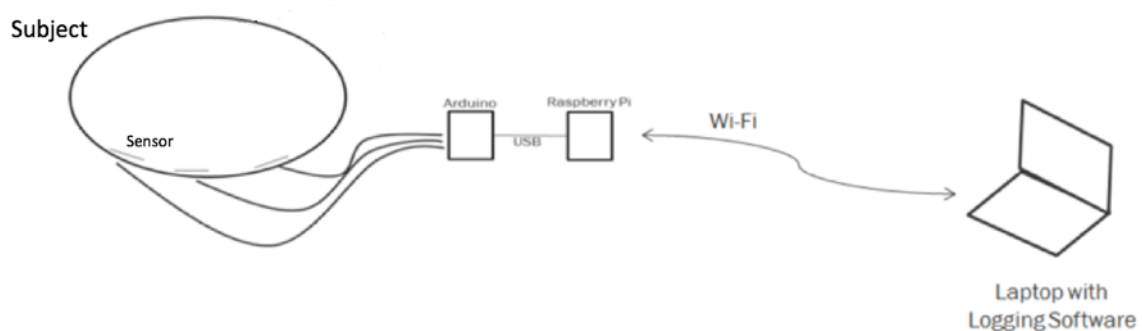 Subject
Sensor
Arduino
USB
Raspberry Pi
Wi-Fi
Laptop with
Logging Software